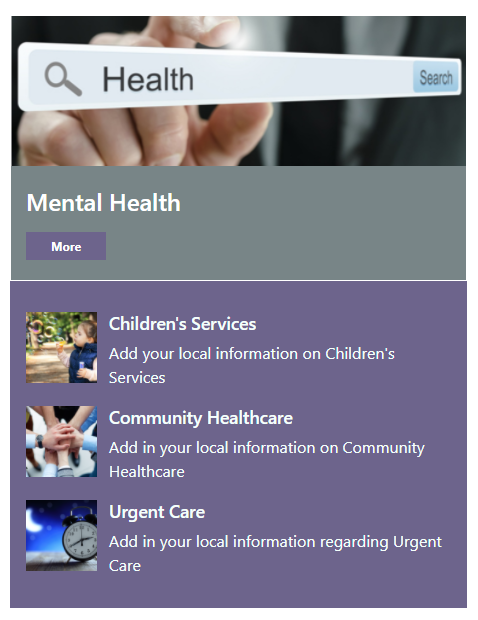 Health
Search
Mental Health
More
Children's Services
Add your local information on Children's
Services
Community Healthcare
Add in your local information on Community
Healthcare
Urgent Care
Add in your local information regarding Urgent
Care